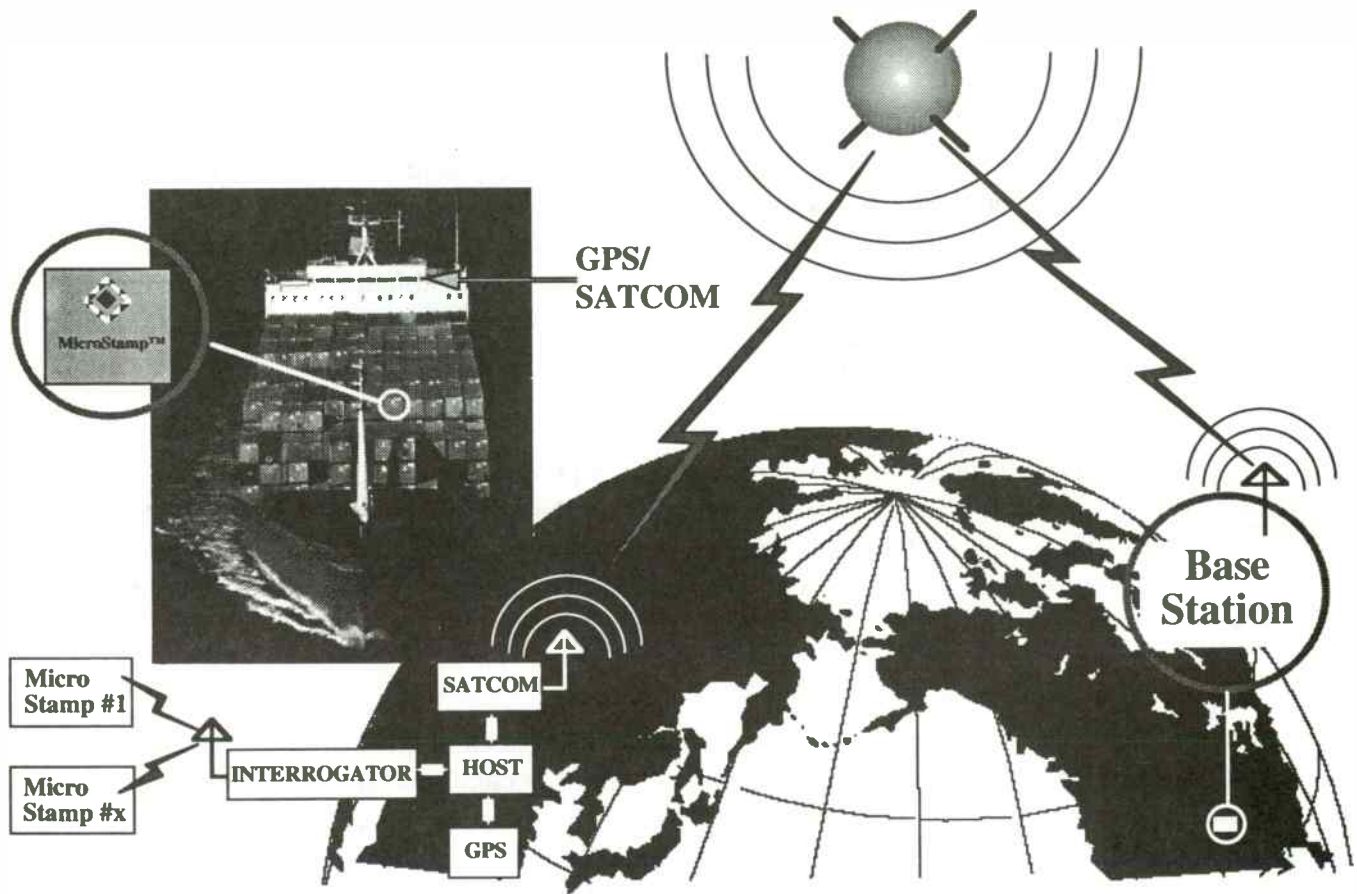 GPS/
SATCOM
MicroStamp™
Base
Station
Micro
Stamp #1
SATCOM
INTERROGATOR
HOST
Micro
Stamp #x
GPS